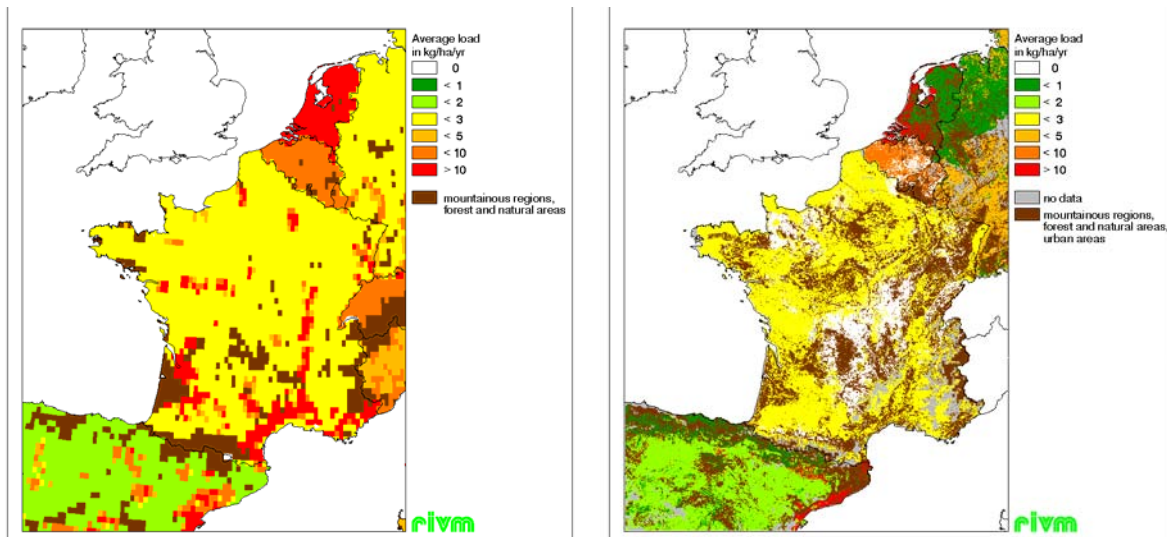 Average load
in kg/ha/yr
0
< 1
< 2
< 3
< 5
< 10
> 10
mountainous regions,
forest and natural areas
rivm
Average load
in kg/ha/yr
0
< 1
< 2
< 3
< 5
< 10
> 10
no data
mountainous regions,
forest and natural areas,
urban areas
rivm